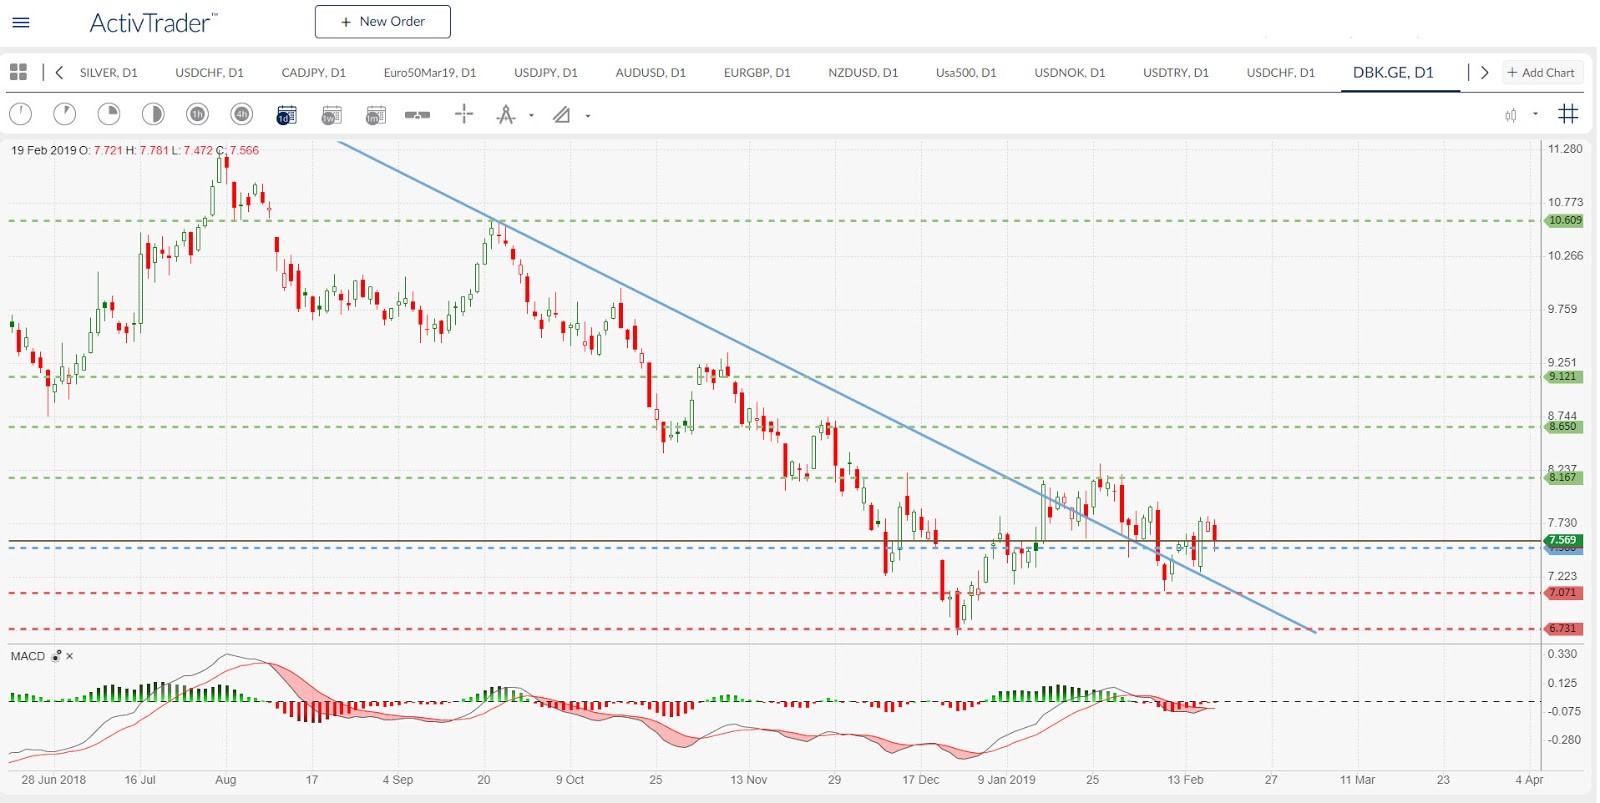 ActivTrader™
+ New Order
SILVER, D1 USDCHF, D1 CADJPY, D1 Euro50Mar19, D1 USDJPY, D1 AUDUSD, D1 EURGBP, D1 NZDUSD, D1 Usa500, D1 USDNOK, D1 USDTRY, D1 USDCHF, D1 DBK.GE, D1 + Add Chart
1h 4h 1d 1w 1m
19 Feb 2019 O: 7.721 H: 7.781 L: 7.472 C: 7.566
11.280
10.773
10.609
10.266
9.759
9.251
9.121
8.744
8.650
8.237
8.167
7.730
7.569
7.223
7.071
6.731
MACD
0.330
0.125
-0.075
-0.280
28 Jun 2018 16 Jul Aug 17 4 Sep 20 9 Oct 25 13 Nov 29 17 Dec 9 Jan 2019 25 13 Feb 27 11 Mar 23 4 Apr